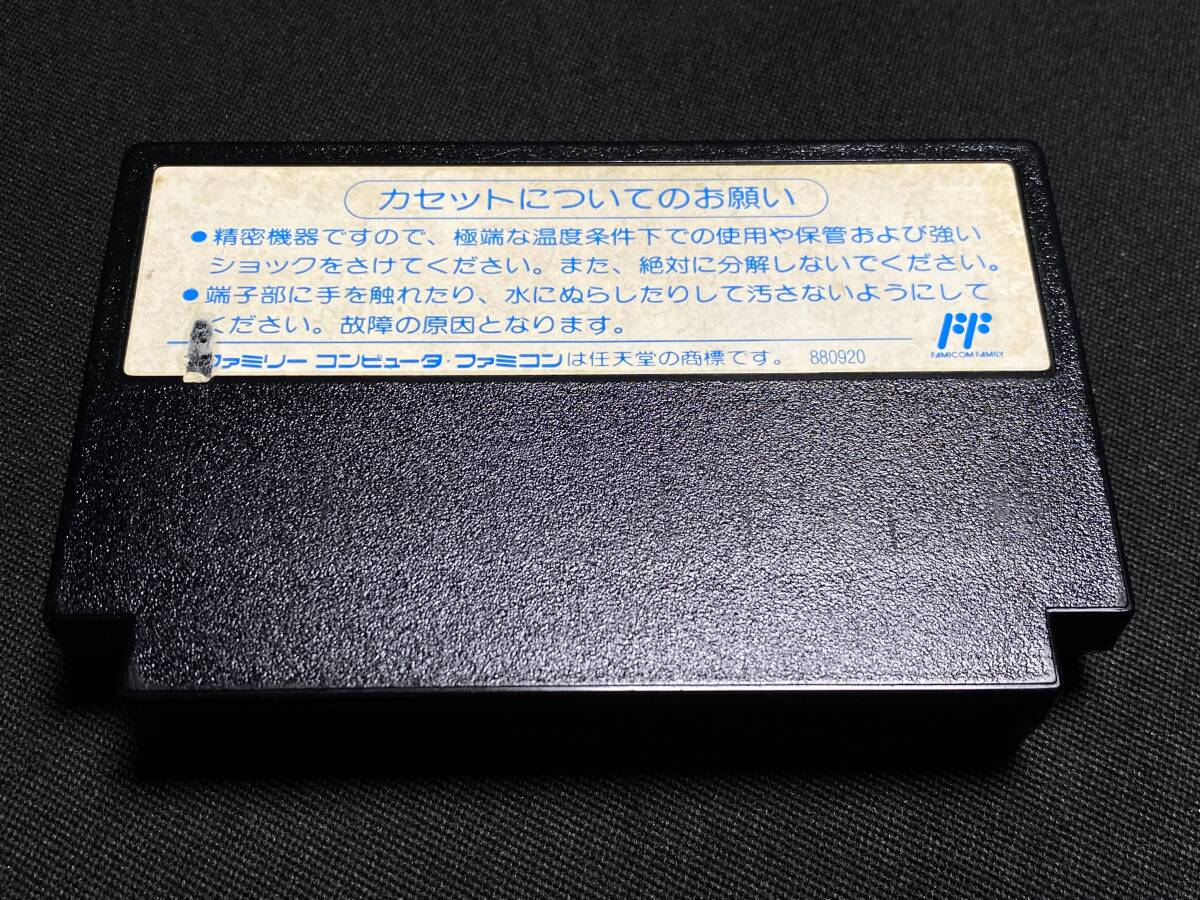 カセットについてのお願い
●精密機器ですので、極端な温度条件下での使用や保管および強い
ショックをさけてください。また、絶対に分解しないでください。
●端子部に手を触れたり、水にぬらしたりして汚さないようにして
ください。故障の原因となります。
FF
FAMICOM FAMILY
ファミリー コンピュータ・ファミコンは任天堂の商標です。 880920